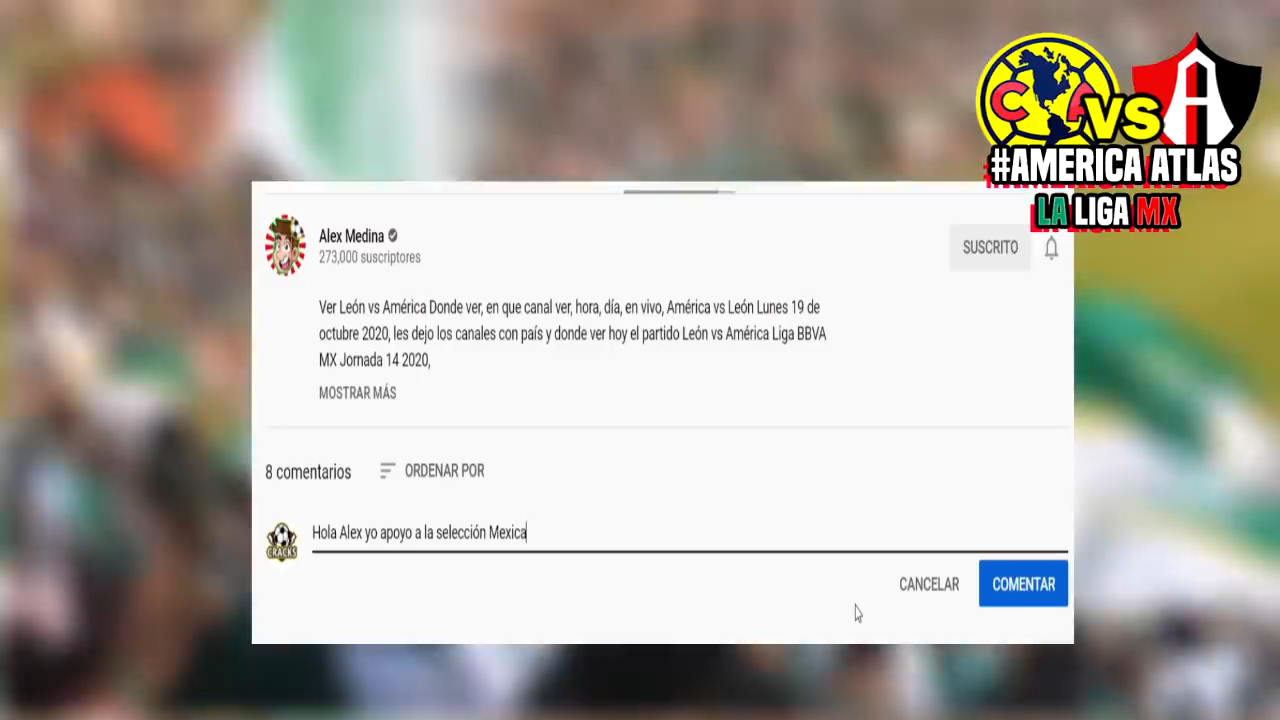 VS
#AMERICA ATLAS
LA LIGA MX
Alex Medina
273,000 suscriptores
SUSCRITO
Ver León vs América Donde ver, en que canal ver, hora, día, en vivo, América vs León Lunes 19 de
octubre 2020, les dejo los canales con país y donde ver hoy el partido León vs América Liga BBVA
MX Jornada 14 2020,
MOSTRAR MÁS
8 comentarios
ORDENAR POR
CRACKS
Hola Alex yo apoyo a la selección Mexica
CANCELAR
COMENTAR